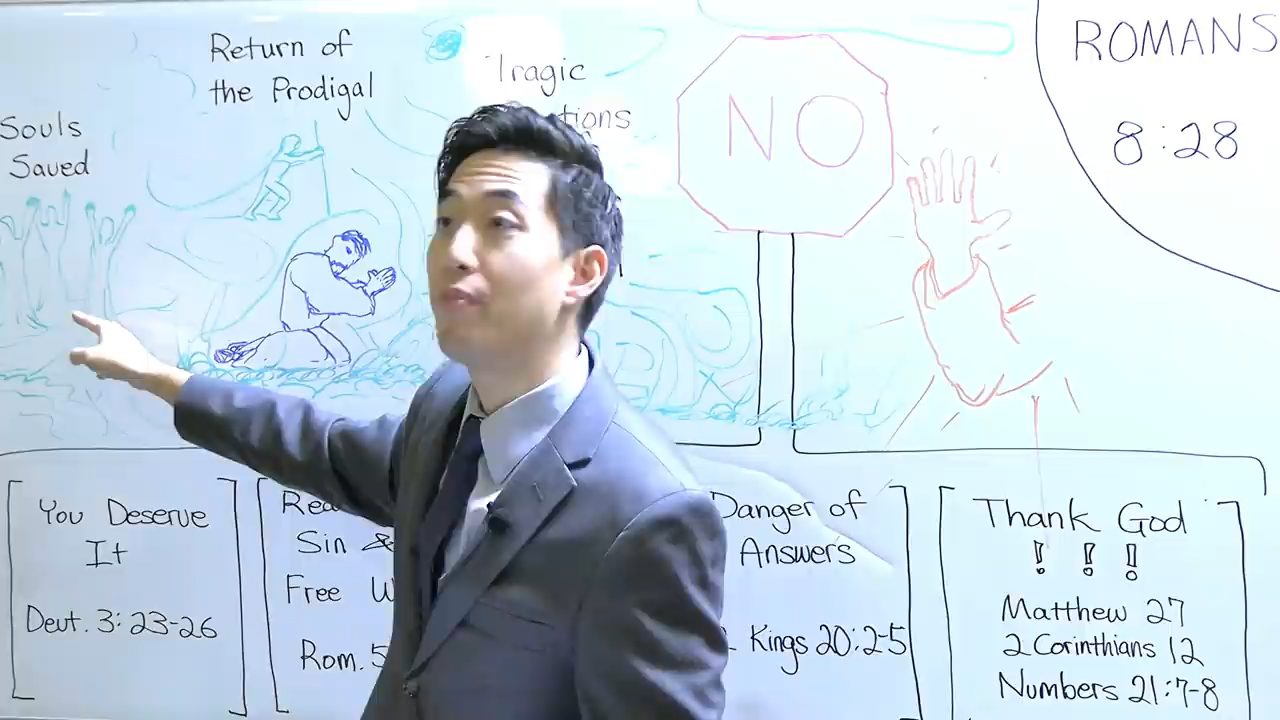 Souls
Saved
Return of
the Prodigal
Tragic
tions
NO
ROMANS
8:28
You Deserve
It
Deut. 3:23-26
Sin &
Free
Rom. 5
Danger of
Answers
Kings 20:2-5
Thank God
! ! !
Matthew 27
2 Corinthians 12
Numbers 21:7-8